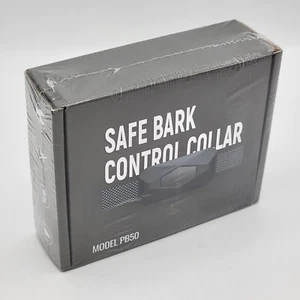 SAFE BARK
CONTROL COLLAR
MODEL PB50